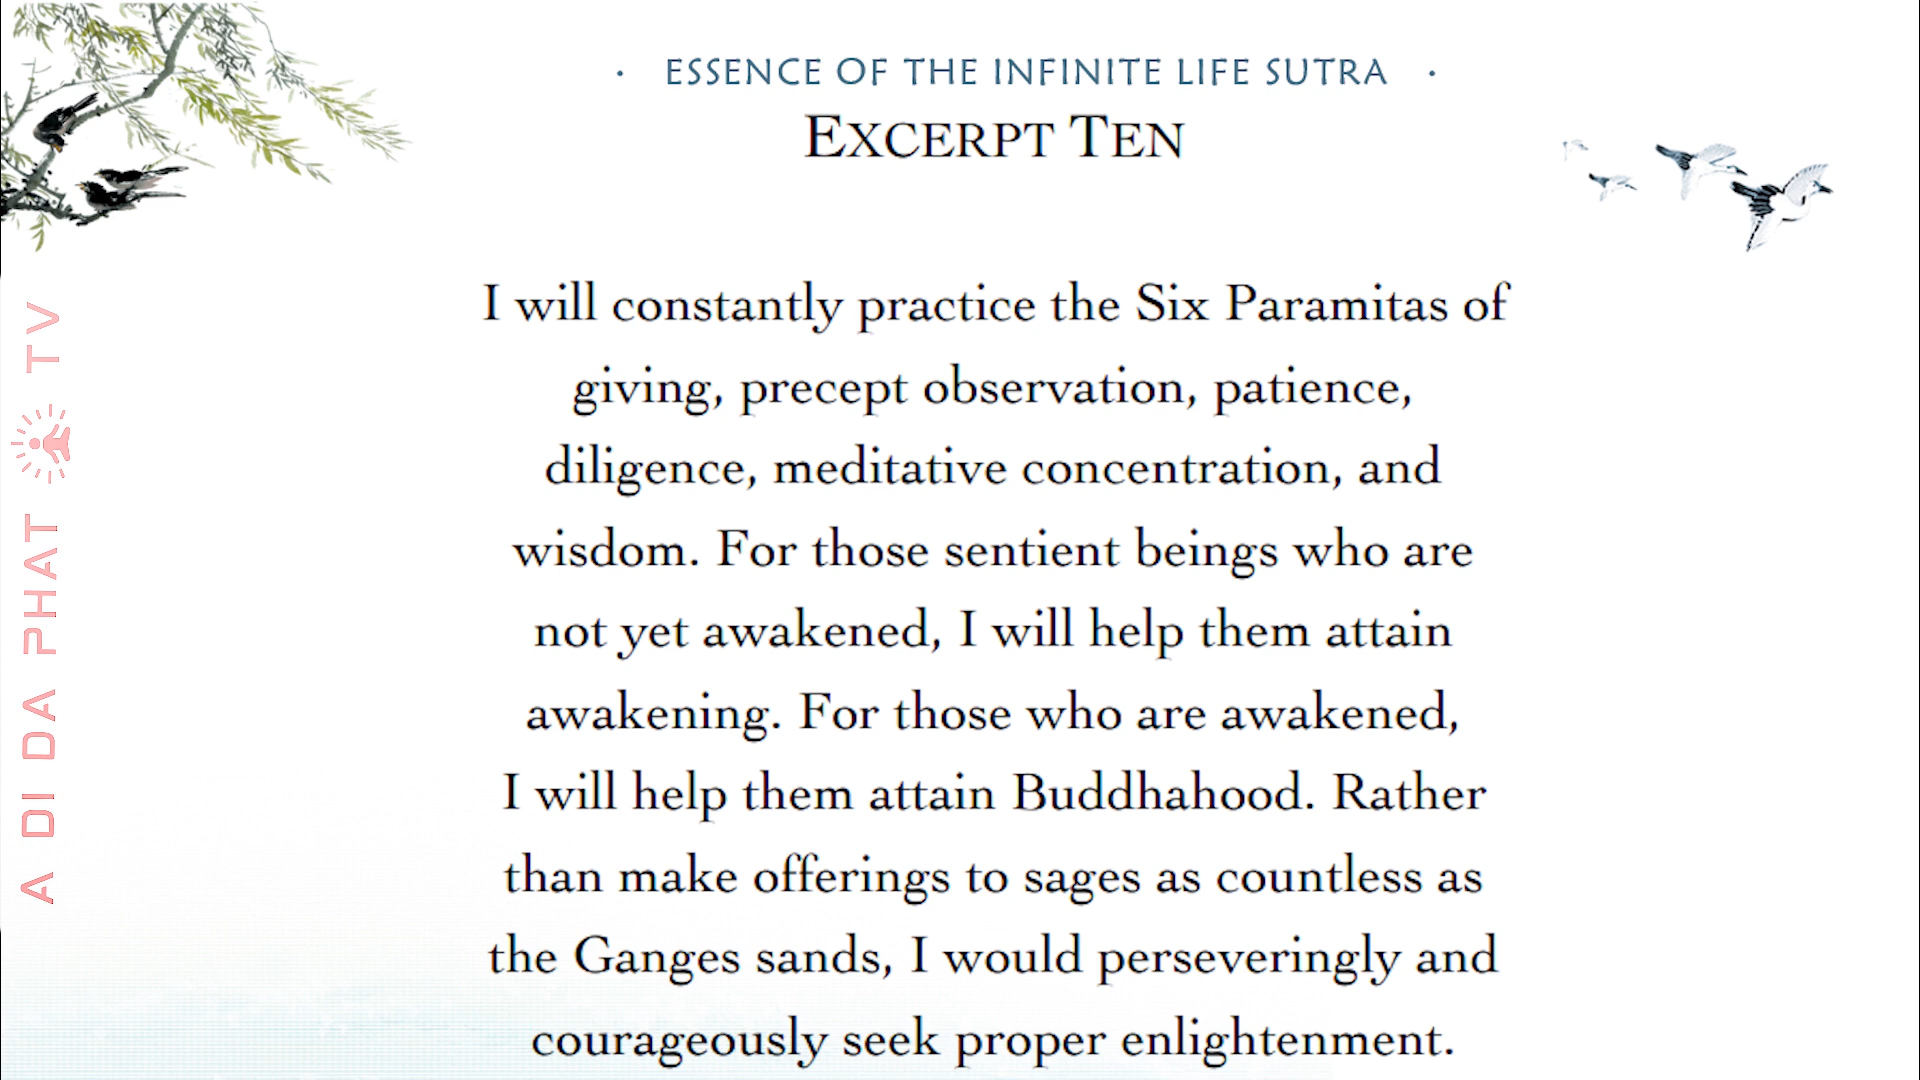 · ESSENCE OF THE INFINITE LIFE SUTRA ·
EXCERPT TEN
I will constantly practice the Six Paramitas of
giving, precept observation, patience,
diligence, meditative concentration, and
wisdom. For those sentient beings who are
not yet awakened, I will help them attain
awakening. For those who are awakened,
I will help them attain Buddhahood. Rather
than make offerings to sages as countless as
the Ganges sands, I would perseveringly and
courageously seek proper enlightenment.
A DI DA PHAT TV